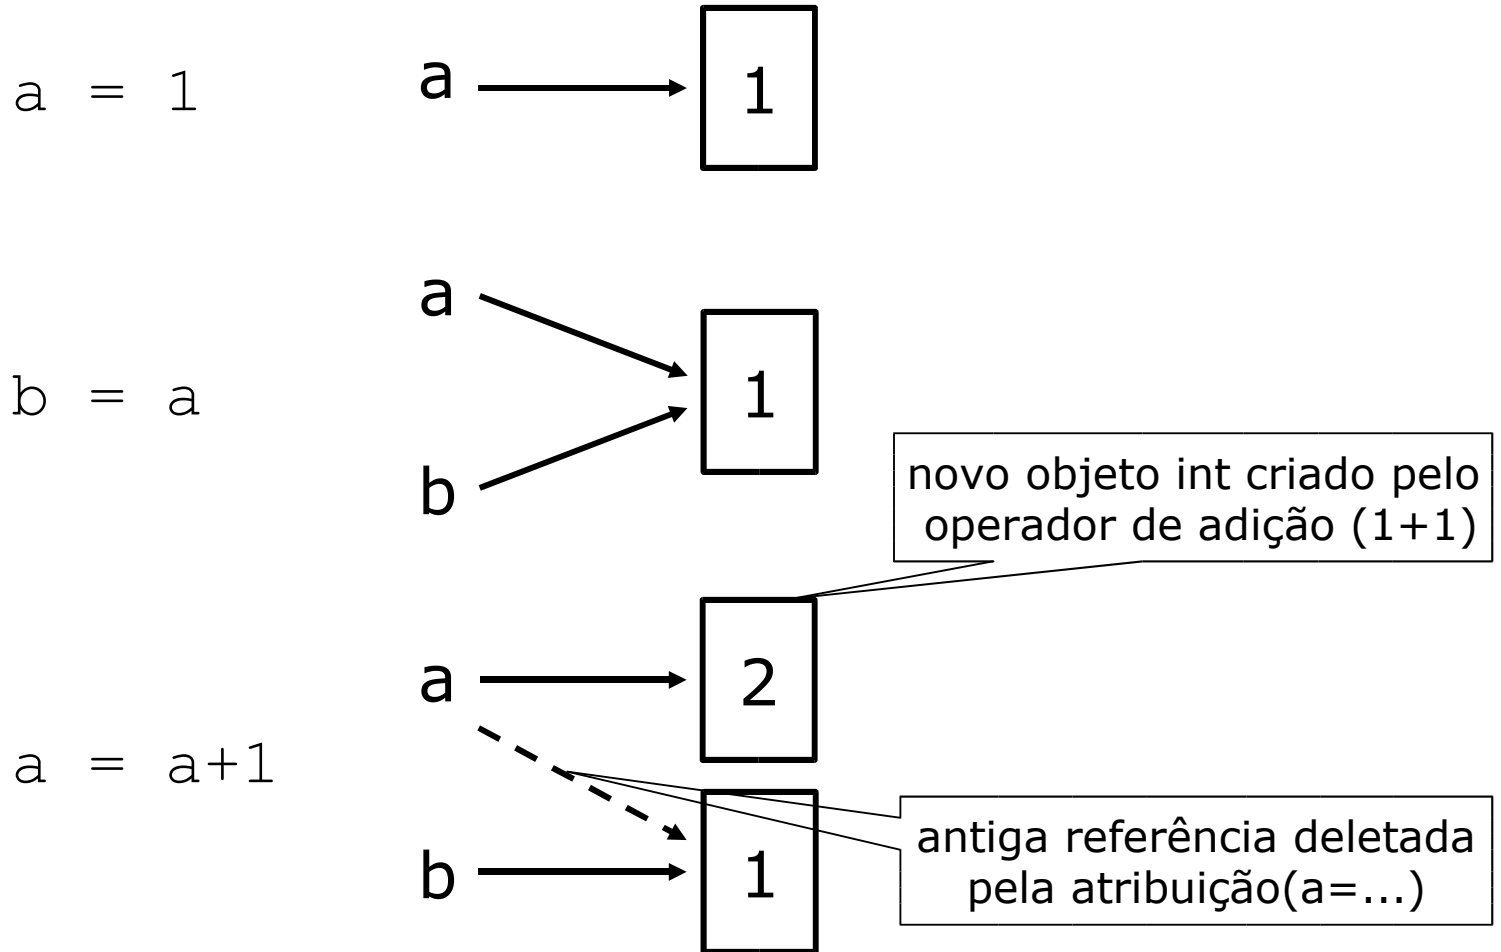 a = 1
a
1
a
b = a
1
b
novo objeto int criado pelo
operador de adição (1+1)
a
2
a = a+1
antiga referência deletada
pela atribuição(a=...)
b
1